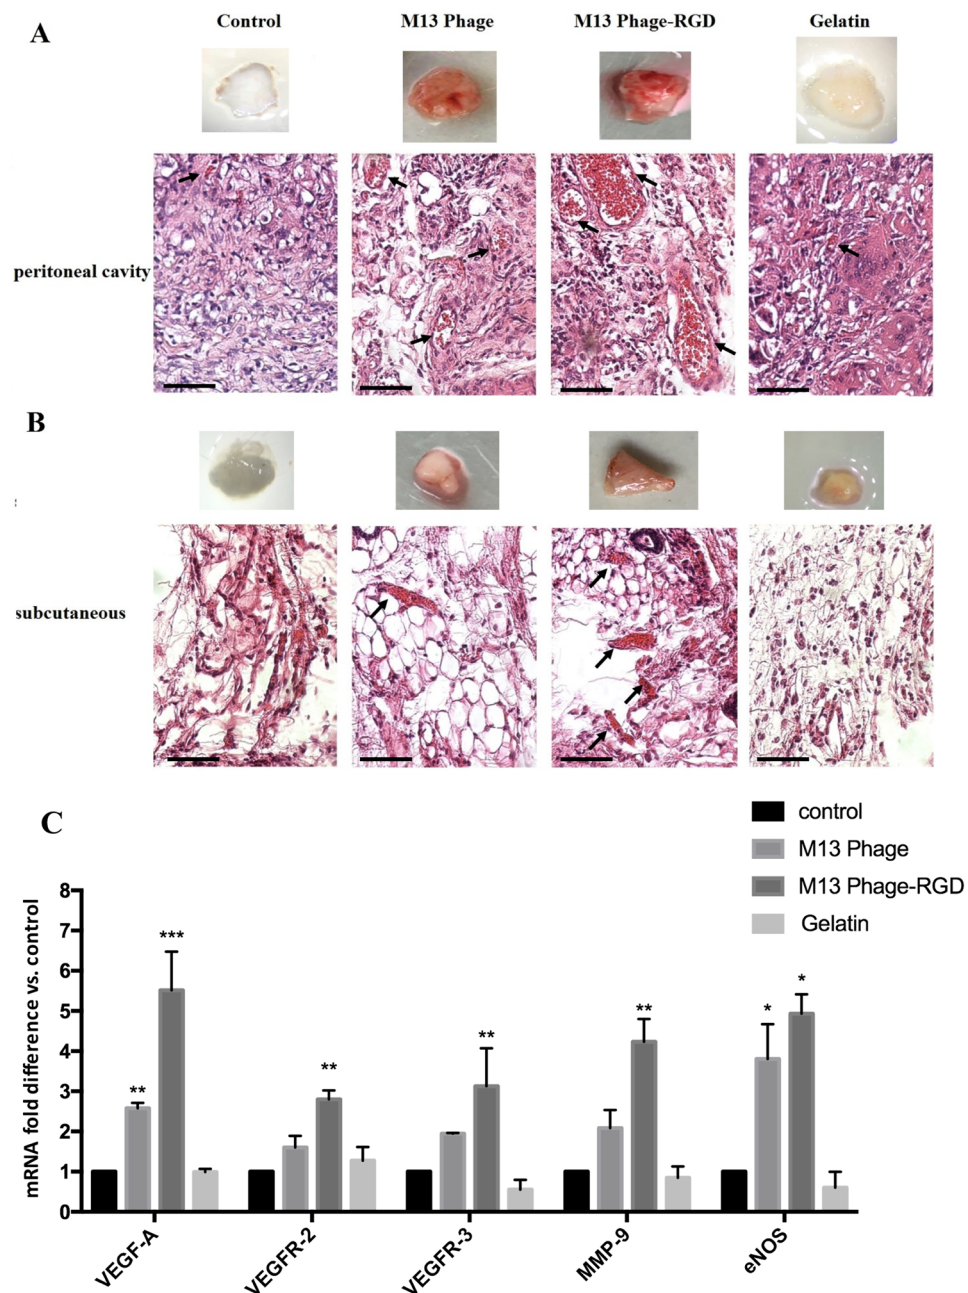 A
Control
M13 Phage
M13 Phage-RGD
Gelatin
peritoneal cavity
B
subcutaneous
C
control
M13 Phage
M13 Phage-RGD
Gelatin
mRNA fold difference vs. control
8
7
6
5
4
3
2
1
0
***
**
**
**
**
*
*
VEGF-A
VEGFR-2
VEGFR-3
MMP-9
eNOS